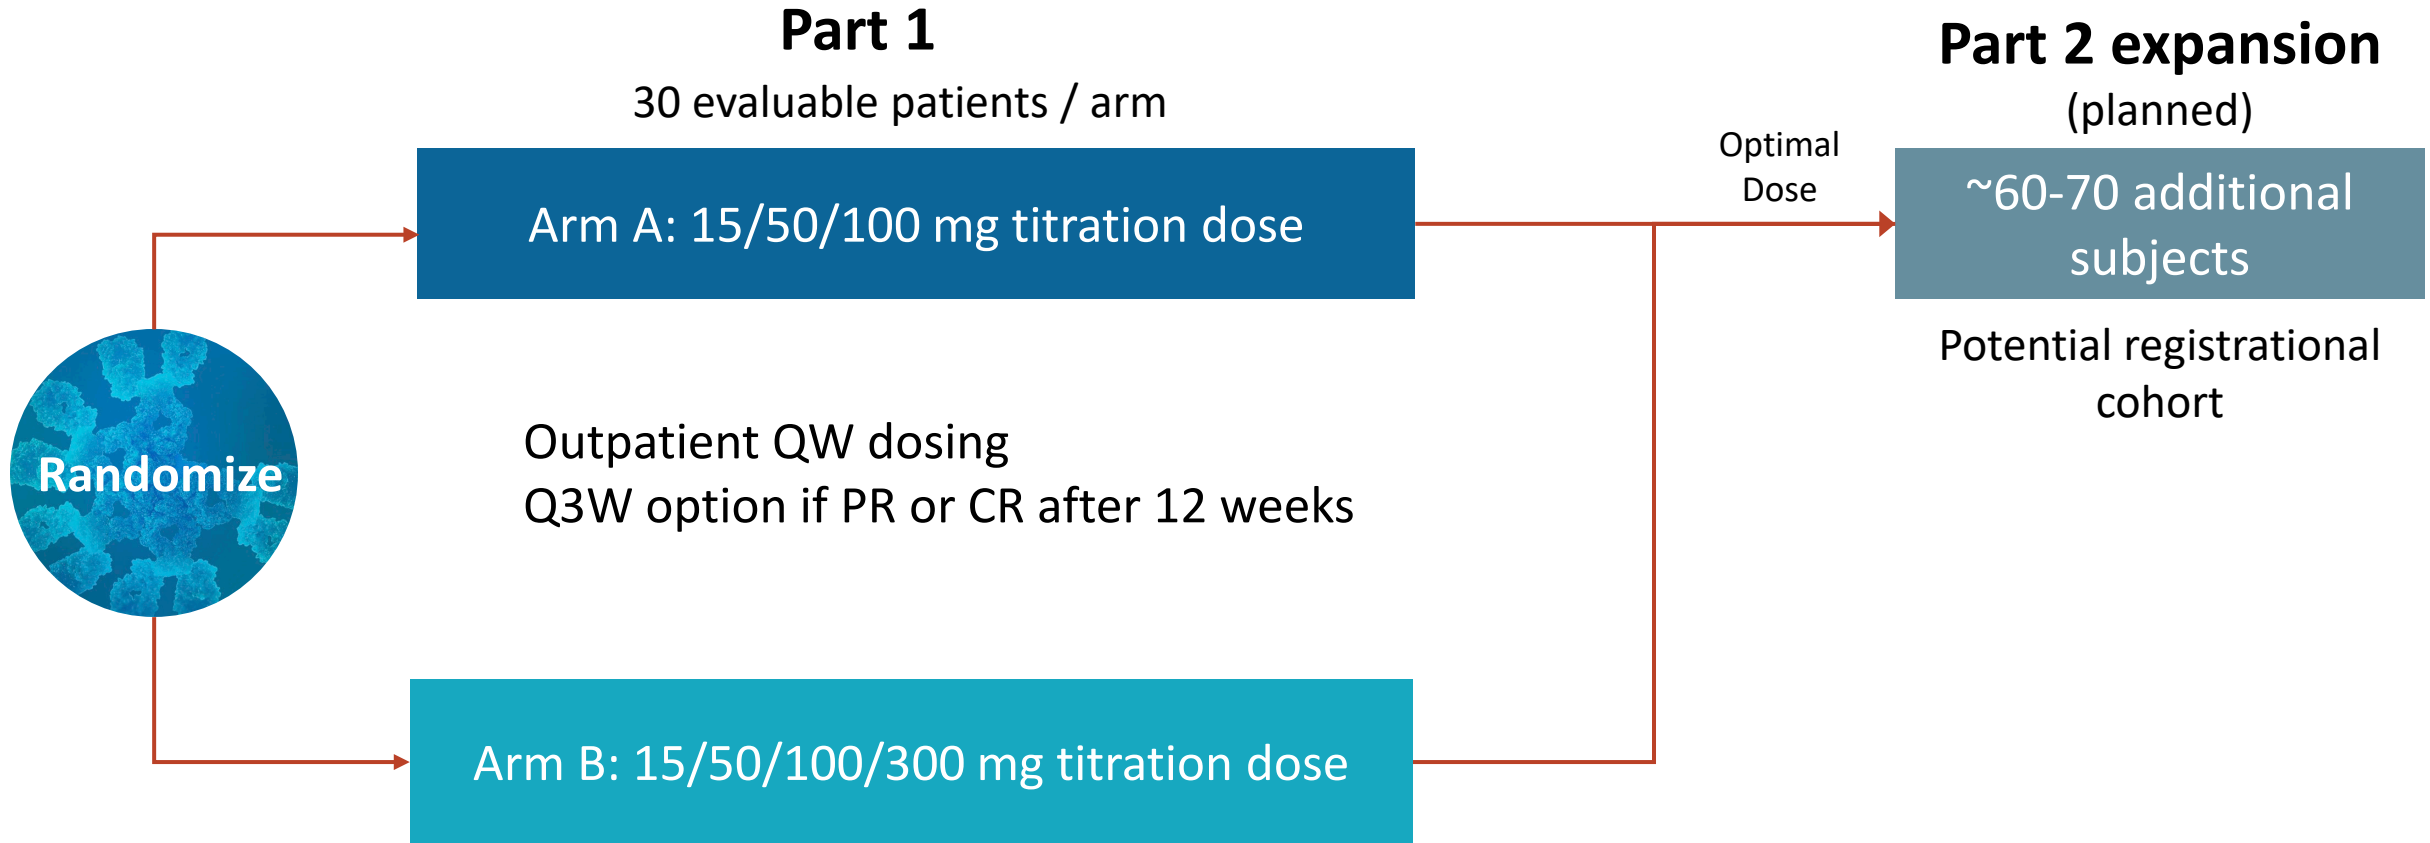 Part 1
30 evaluable patients / arm
Arm A: 15/50/100 mg titration dose
Randomize
Outpatient QW dosing
Q3W option if PR or CR after 12 weeks
Arm B: 15/50/100/300 mg titration dose
Optimal
Dose
Part 2 expansion
(planned)
~60-70 additional
subjects
Potential registrational
cohort